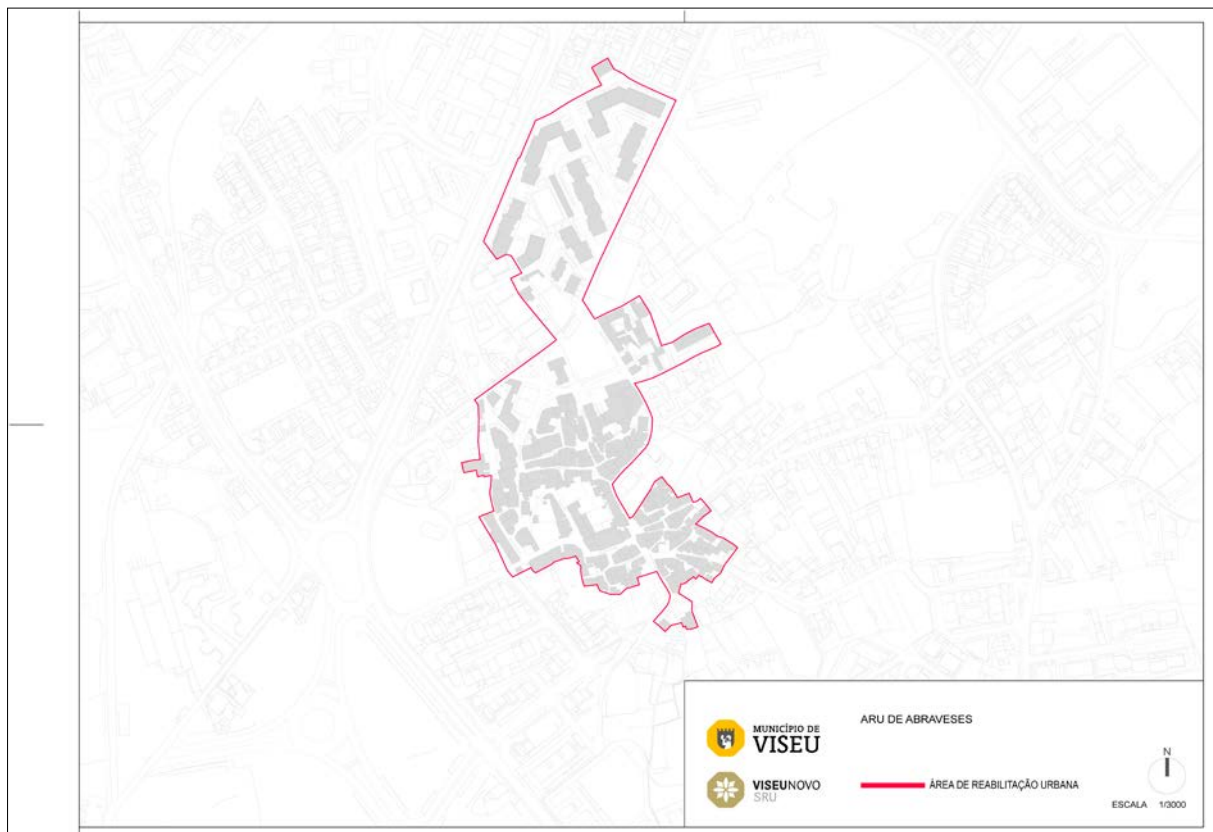 MUNICÍPIO DE
VISEU
ARU DE ABRAVESES
VISEUNOVO
SRU
ÁREA DE REABILITAÇÃO URBANA
N
ESCALA 1/3000